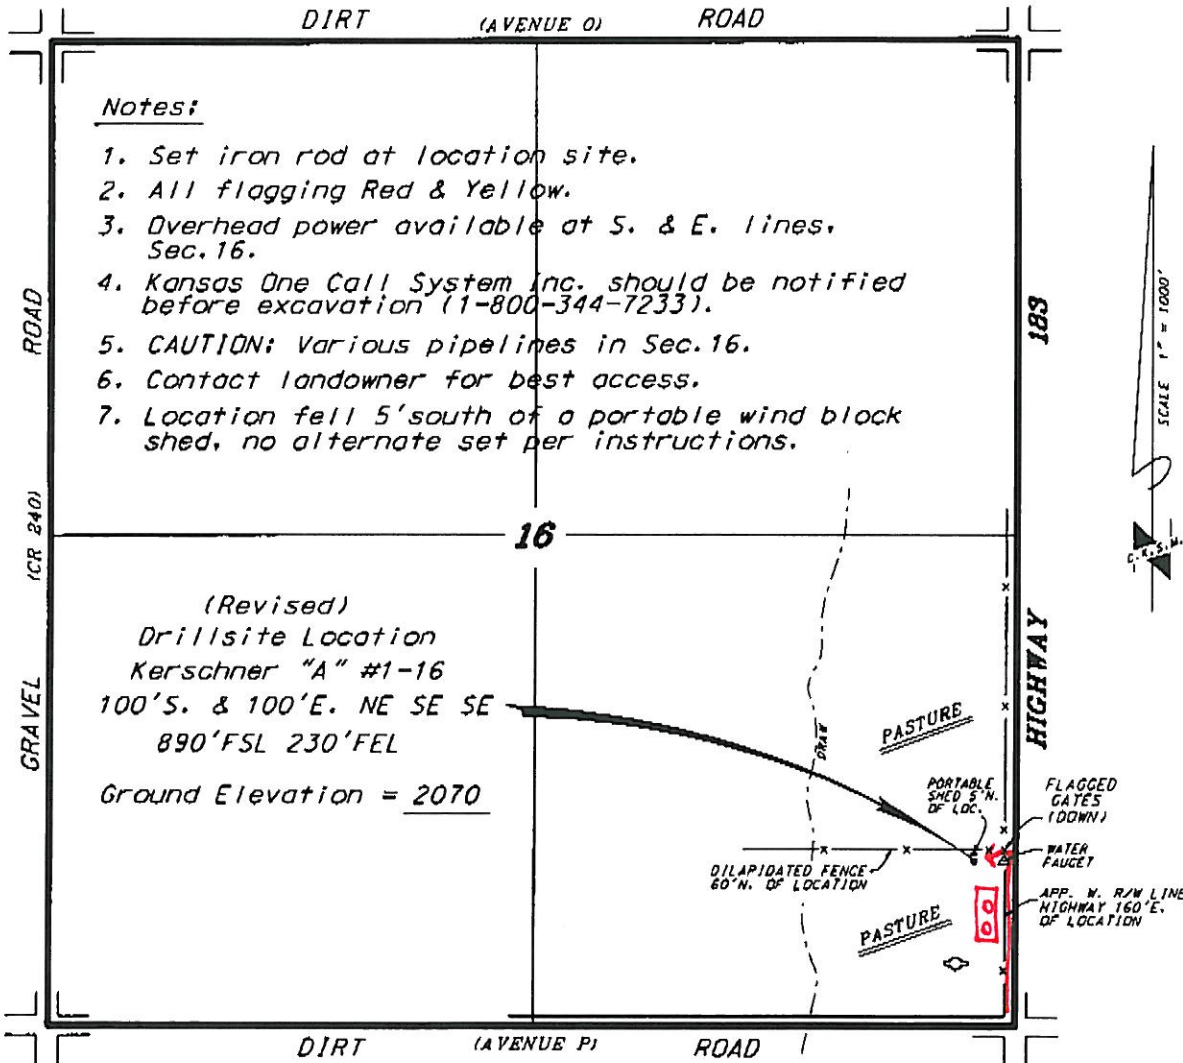 DIRT (AVENUE O) ROAD
Notes:
1. Set iron rod at location site.
2. All flagging Red & Yellow.
3. Overhead power available at S. & E. lines,
Sec.16.
4. Kansas One Call System Inc. should be notified
before excavation (1-800-344-7233).
5. CAUTION: Various pipelines in Sec.16.
6. Contact landowner for best access.
7. Location fell 5'south of a portable wind block
shed, no alternate set per instructions.
GRAVEL (CR 240) ROAD
HIGHWAY 183
SCALE 1" = 1000'
C.K.S.M.
16
(Revised)
Drillsite Location
Kerschner "A" #1-16
100'S. & 100'E. NE SE SE
890'FSL 230'FEL
Ground Elevation = 2070
DRAW
PASTURE
PORTABLE
SHED 5'N.
OF LOC.
FLAGGED
GATES
(DOWN)
WATER
FAUCET
DILAPIDATED FENCE
60'N. OF LOCATION
APP. W. R/W LINE
HIGHWAY 160'E.
OF LOCATION
PASTURE
DIRT (AVENUE P) ROAD